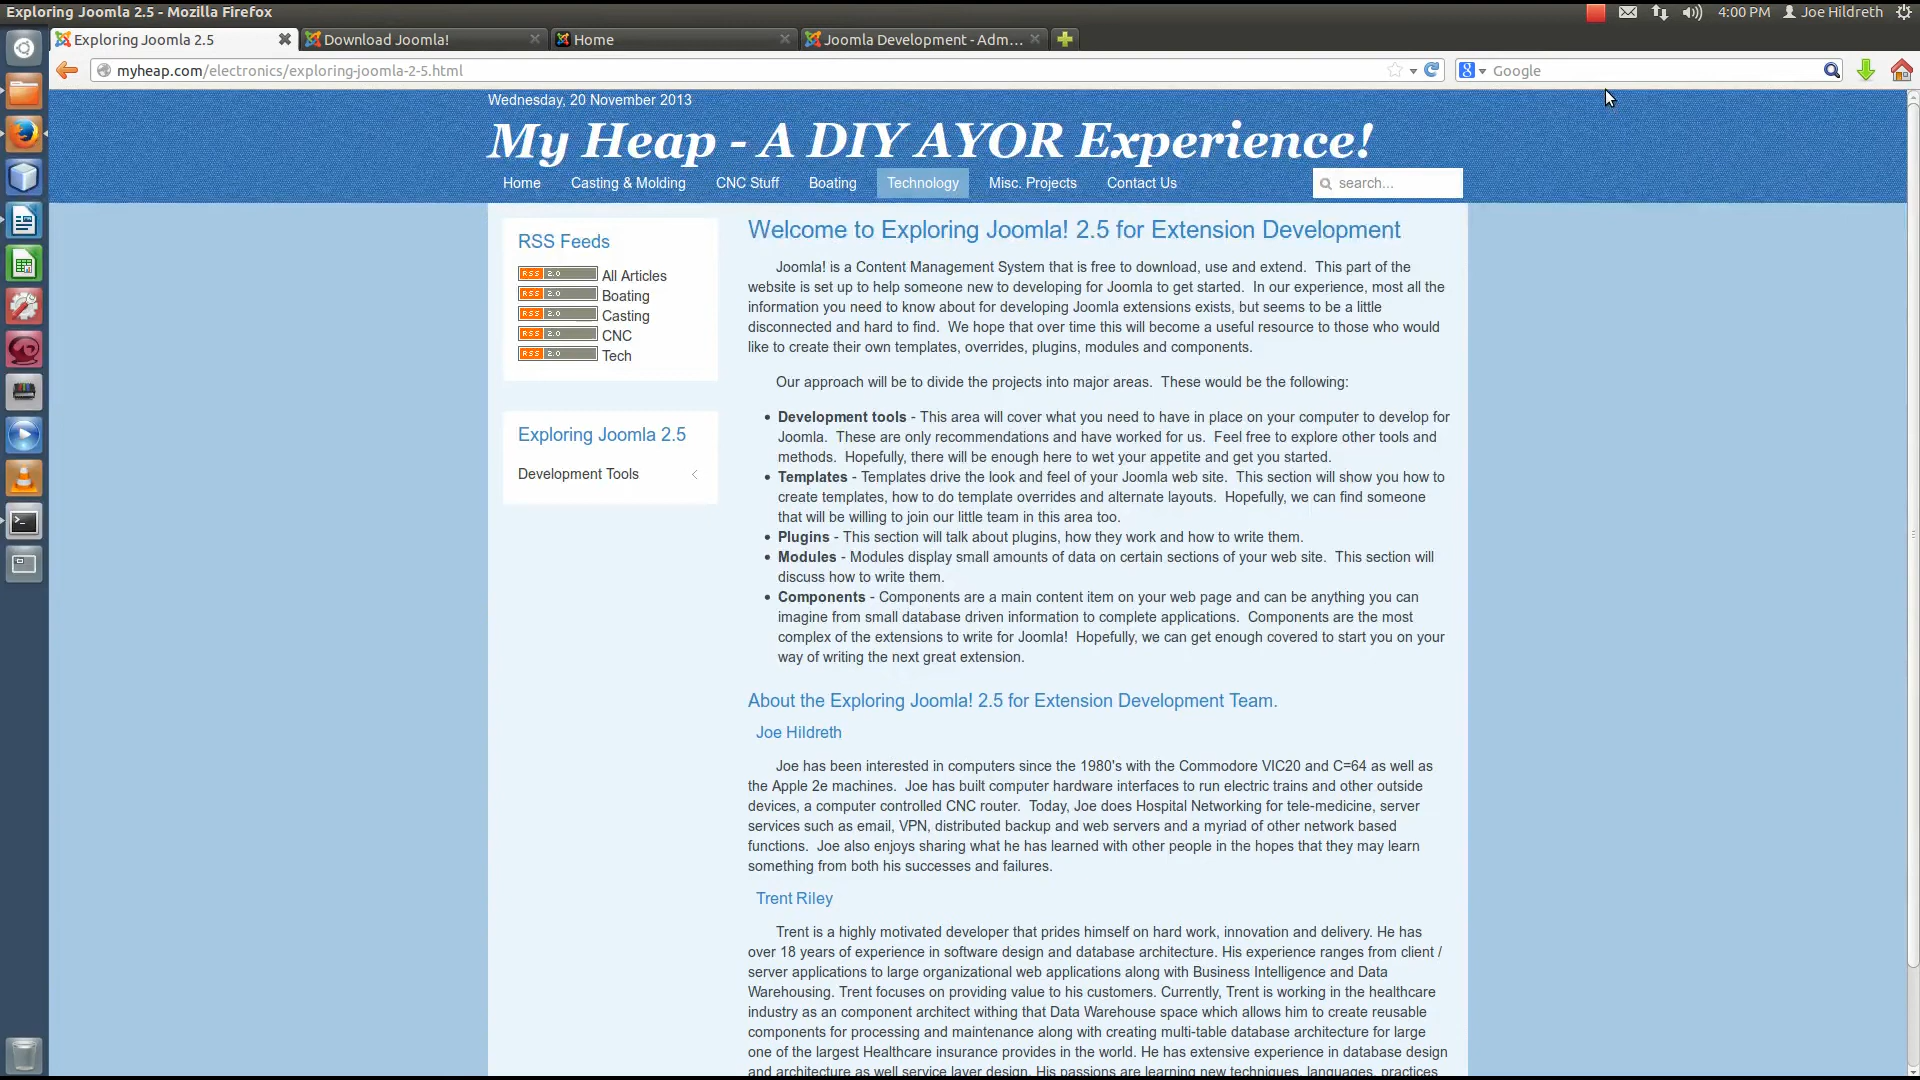 Exploring Joomla 2.5 - Mozilla Firefox
4:00 PM Joe Hildreth
Exploring Joomla 2.5
Download Joomla!
Home
Joomla Development - Adm...
myheap.com/electronics/exploring-joomla-2-5.html
Google
Wednesday, 20 November 2013
My Heap - A DIY AYOR Experience!
Home
Casting & Molding
CNC Stuff
Boating
Technology
Misc. Projects
Contact Us
search...
RSS Feeds
RSS 2.0 All Articles
RSS 2.0 Boating
RSS 2.0 Casting
RSS 2.0 CNC
RSS 2.0 Tech
Exploring Joomla 2.5
Development Tools
Welcome to Exploring Joomla! 2.5 for Extension Development
Joomla! is a Content Management System that is free to download, use and extend. This part of the
website is set up to help someone new to developing for Joomla to get started. In our experience, most all the
information you need to know about for developing Joomla extensions exists, but seems to be a little
disconnected and hard to find. We hope that over time this will become a useful resource to those who would
like to create their own templates, overrides, plugins, modules and components.
Our approach will be to divide the projects into major areas. These would be the following:
• Development tools - This area will cover what you need to have in place on your computer to develop for
Joomla. These are only recommendations and have worked for us. Feel free to explore other tools and
methods. Hopefully, there will be enough here to wet your appetite and get you started.
• Templates - Templates drive the look and feel of your Joomla web site. This section will show you how to
create templates, how to do template overrides and alternate layouts. Hopefully, we can find someone
that will be willing to join our little team in this area too.
• Plugins - This section will talk about plugins, how they work and how to write them.
• Modules - Modules display small amounts of data on certain sections of your web site. This section will
discuss how to write them.
• Components - Components are a main content item on your web page and can be anything you can
imagine from small database driven information to complete applications. Components are the most
complex of the extensions to write for Joomla! Hopefully, we can get enough covered to start you on your
way of writing the next great extension.
About the Exploring Joomla! 2.5 for Extension Development Team.
Joe Hildreth
Joe has been interested in computers since the 1980's with the Commodore VIC20 and C=64 as well as
the Apple 2e machines. Joe has built computer hardware interfaces to run electric trains and other outside
devices, a computer controlled CNC router. Today, Joe does Hospital Networking for tele-medicine, server
services such as email, VPN, distributed backup and web servers and a myriad of other network based
functions. Joe also enjoys sharing what he has learned with other people in the hopes that they may learn
something from both his successes and failures.
Trent Riley
Trent is a highly motivated developer that prides himself on hard work, innovation and delivery. He has
over 18 years of experience in software design and database architecture. His experience ranges from client /
server applications to large organizational web applications along with Business Intelligence and Data
Warehousing. Trent focuses on providing value to his customers. Currently, Trent is working in the healthcare
industry as an component architect withing that Data Warehouse space which allows him to create reusable
components for processing and maintenance along with creating multi-table database architecture for large
one of the largest Healthcare insurance provides in the world. He has extensive experience in database design
and architecture as well service layer design. His passions are learning new techniques, languages, practices